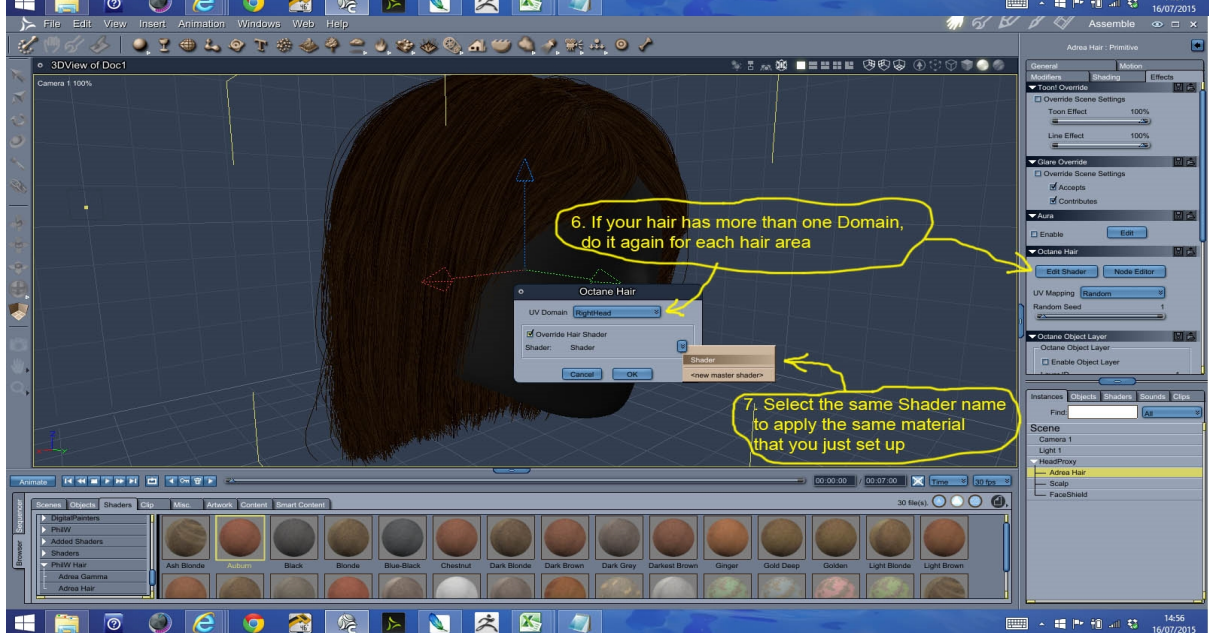 16/07/2015
File Edit View Insert Animation Windows Web Help
Assemble
3DView of Doc1
Camera 1 100%
Adrea Hair : Primitive
General Motion
Modifiers Shading Effects
Toon! Override
Override Scene Settings
Toon Effect 100%
Line Effect 100%
Glare Override
Override Scene Settings
Accepts
Contributes
Aura
Enable Edit
Octane Hair
Edit Shader Node Editor
UV Mapping Random
Random Seed 1
Octane Object Layer
Octane Object Layer
Enable Object Layer
6. If your hair has more than one Domain,
do it again for each hair area
Octane Hair
UV Domain RightHead
Override Hair Shader
Shader: Shader
Cancel OK
Shader
<new master shader>
7. Select the same Shader name
to apply the same material
that you just set up
Instances Objects Shaders Sounds Clips
Find: All
Scene
Camera 1
Light 1
HeadProxy
Adrea Hair
Scalp
FaceShield
Animate 00:00:00 / 00:07:00 Time 30 fps
Sequencer
Browser
Scenes Objects Shaders Clip Misc. Artwork Content Smart Content 30 file(s).
DigitalPainters
PhilW
Added Shaders
Shaders
PhilW Hair
Adrea Gamma
Adrea Hair
Ash Blonde Auburn Black Blonde Blue-Black Chestnut Dark Blonde Dark Brown Dark Grey Darkest Brown Ginger Gold Deep Golden Light Blonde Light Brown
14:56
16/07/2015